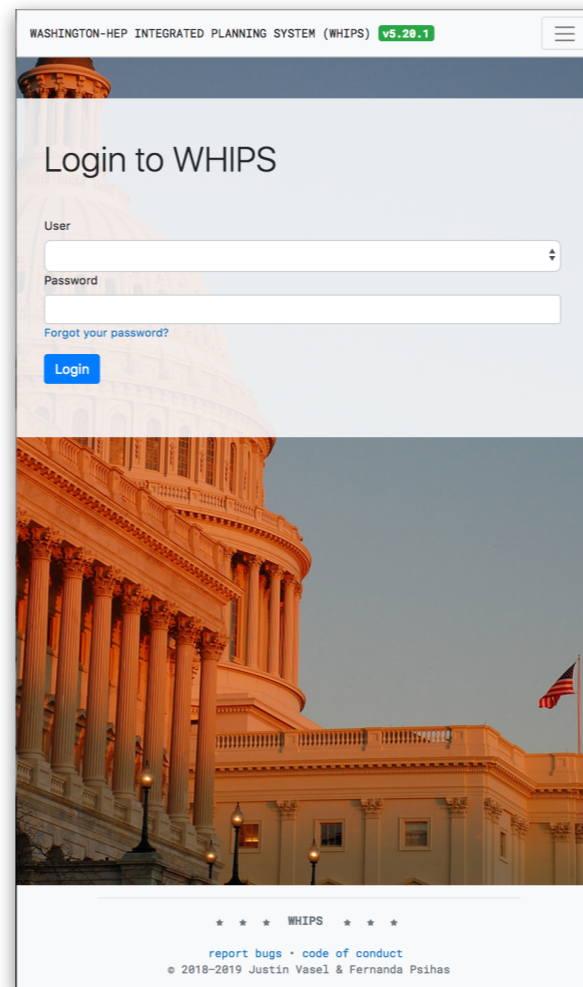 WASHINGTON-HEP INTEGRATED PLANNING SYSTEM (WHIPS) v5.20.1
Login to WHIPS
User
Password
Forgot your password?
Login
★ ★ ★ WHIPS ★ ★ ★
report bugs · code of conduct
© 2018–2019 Justin Vasel & Fernanda Psihas